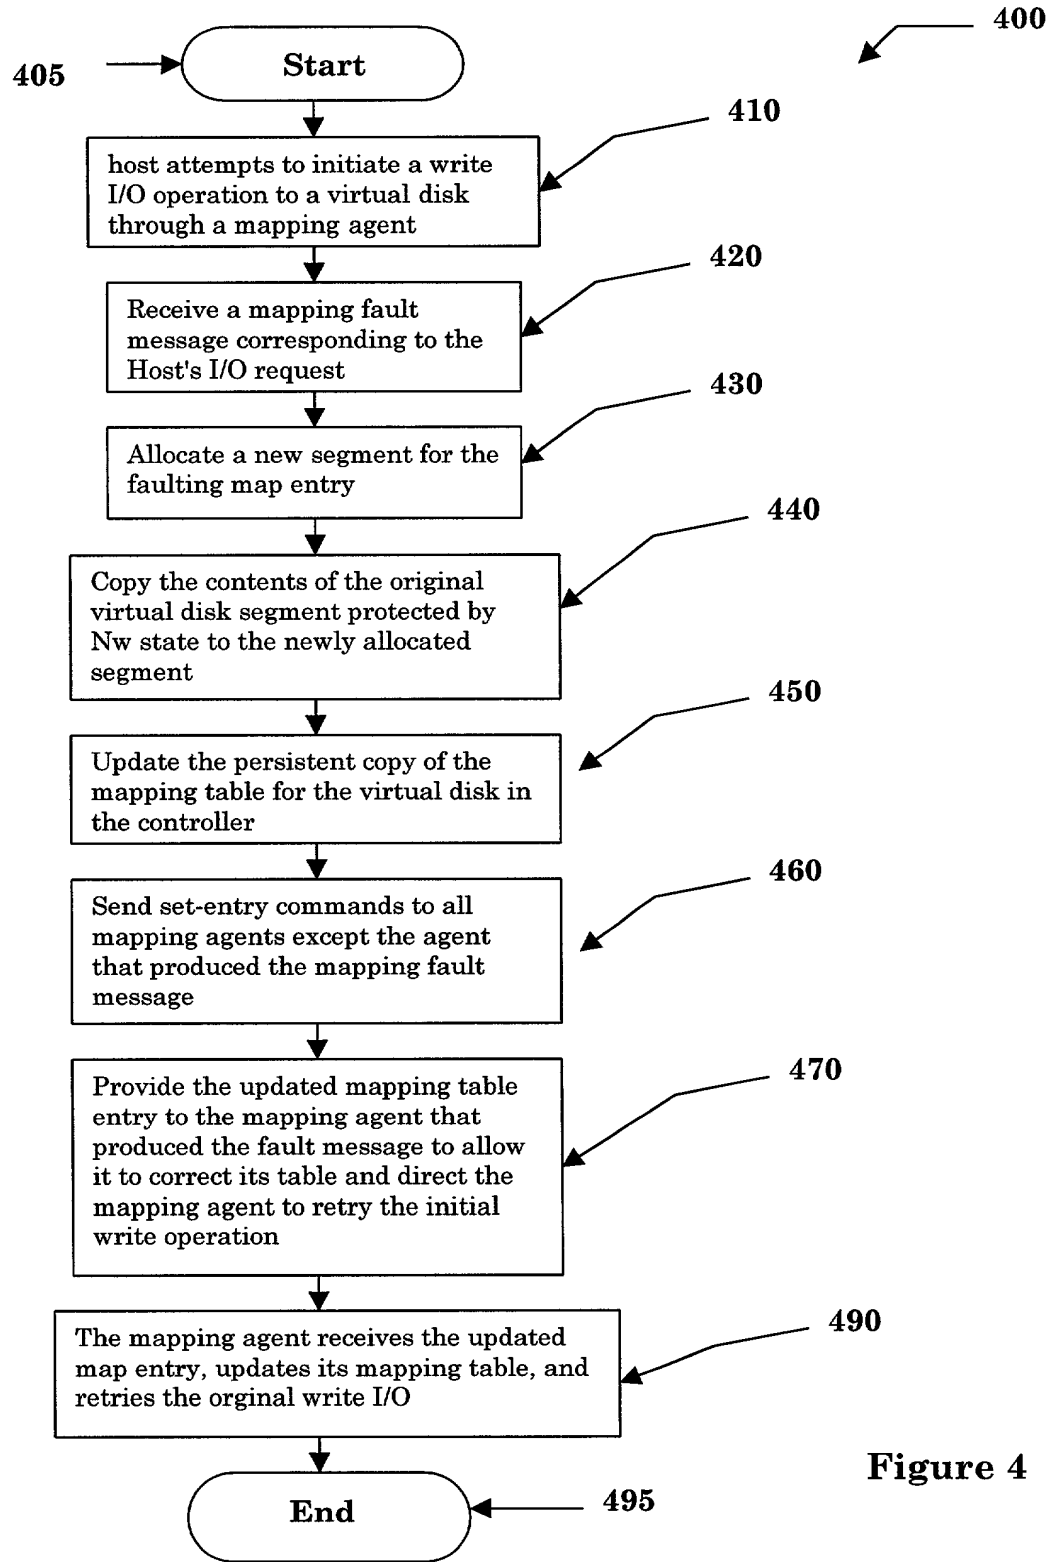 400
405
Start
410
host attempts to initiate a write
I/O operation to a virtual disk
through a mapping agent
420
Receive a mapping fault
message corresponding to the
Host's I/O request
430
Allocate a new segment for the
faulting map entry
440
Copy the contents of the original
virtual disk segment protected by
Nw state to the newly allocated
segment
450
Update the persistent copy of the
mapping table for the virtual disk in
the controller
460
Send set-entry commands to all
mapping agents except the agent
that produced the mapping fault
message
470
Provide the updated mapping table
entry to the mapping agent that
produced the fault message to allow
it to correct its table and direct the
mapping agent to retry the initial
write operation
490
The mapping agent receives the updated
map entry, updates its mapping table, and
retries the orginal write I/O
Figure 4
End
495